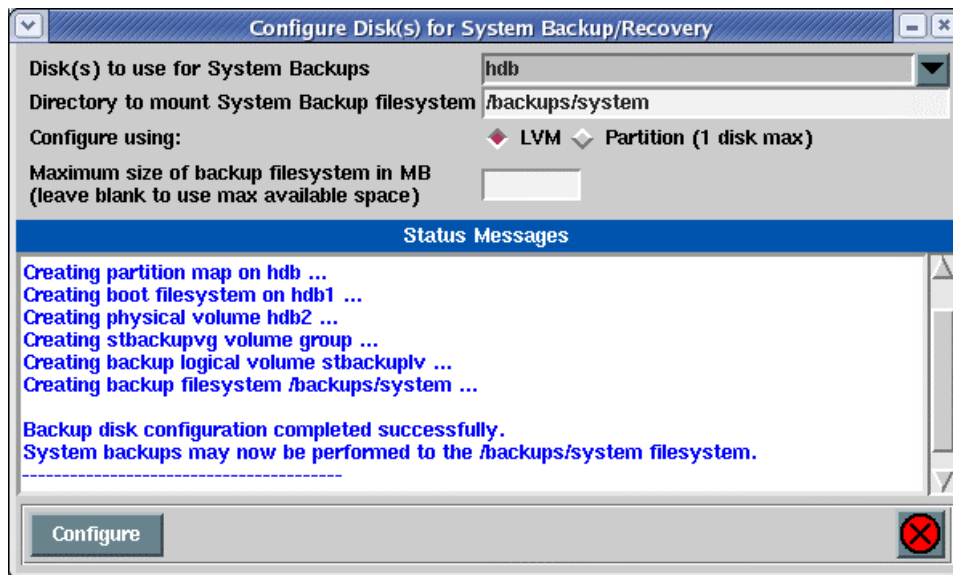 Configure Disk(s) for System Backup/Recovery
Disk(s) to use for System Backups
hdb
Directory to mount System Backup filesystem
/backups/system
Configure using:
LVM
Partition (1 disk max)
Maximum size of backup filesystem in MB
(leave blank to use max available space)
Status Messages
Creating partition map on hdb ...
Creating boot filesystem on hdb1 ...
Creating physical volume hdb2 ...
Creating stbackupvg volume group ...
Creating backup logical volume stbackuplv ...
Creating backup filesystem /backups/system ...
Backup disk configuration completed successfully.
System backups may now be performed to the /backups/system filesystem.
----------------------------------------
Configure